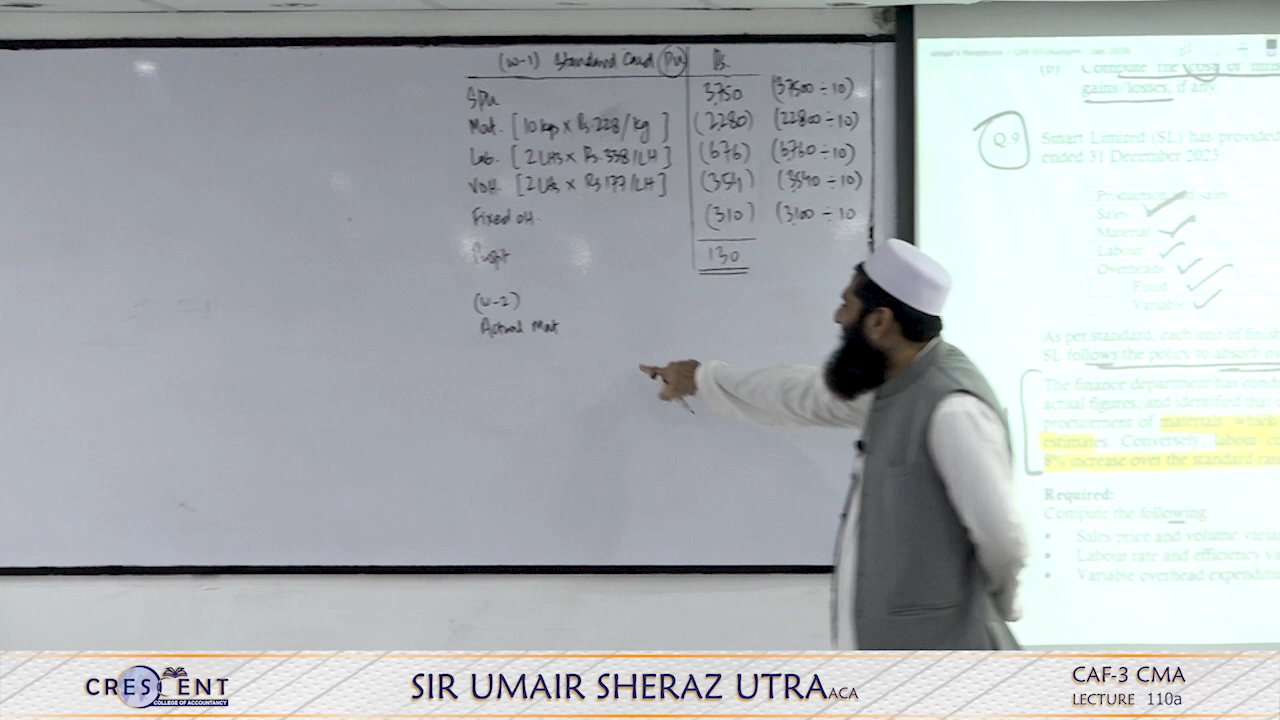 (W-1) Standard Card (PU) Rs.
SPU 3,750 (37500 ÷ 10)
Mat. [10 kgs x Rs.228/kg] (2280) (22800 ÷ 10)
Lab. [2 LHs x Rs.338/LH] (676) (6760 ÷ 10)
VOH. [2 LHs x Rs 177/LH] (354) (3540 ÷ 10)
Fixed OH. (310) (3,100 ÷ 10
Profit 130
(W-2)
Actual Mat
(b) Compute the cost of
gains/losses, if any.
Q.9 Smart Limited (SL) has provided
ended 31 December 2023
Production and sales
Sales
Material
Labour
Overheads
Fixed
Variable
As per standard, each unit of finish
SL follows the policy to absorb
The finance department has cond
actual figures, and identified that
procurement of materials, which
estimates. Conversely, labour
8% increase over the standard
Required:
Compute the following:
• Sales price and volume varia
• Labour rate and efficiency
• Variable overhead expendi
CRESCENT
COLLEGE OF ACCOUNTANCY
SIR UMAIR SHERAZ UTRA ACA
CAF-3 CMA
LECTURE 110a